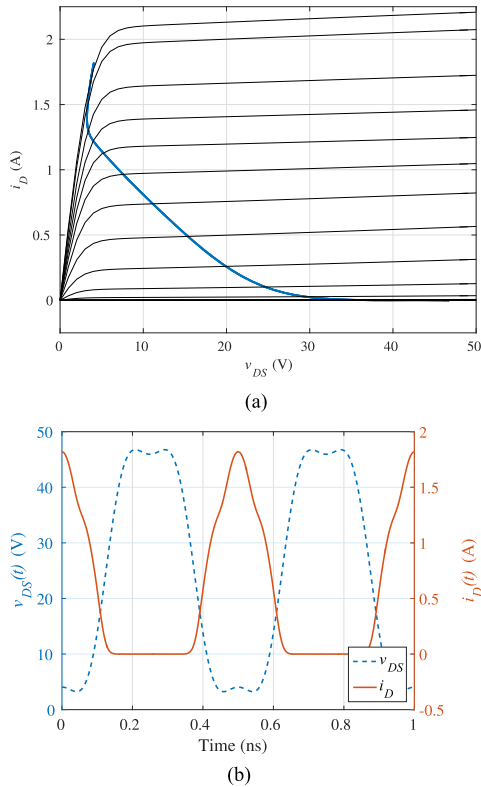 2
1.5
1
0.5
0
i_D (A)
0 10 20 30 40 50
v_DS (V)
(a)
50
40
30
20
10
0
v_DS(t) (V)
2
1.5
1
0.5
0
-0.5
i_D(t) (A)
v_DS
i_D
0 0.2 0.4 0.6 0.8 1
Time (ns)
(b)